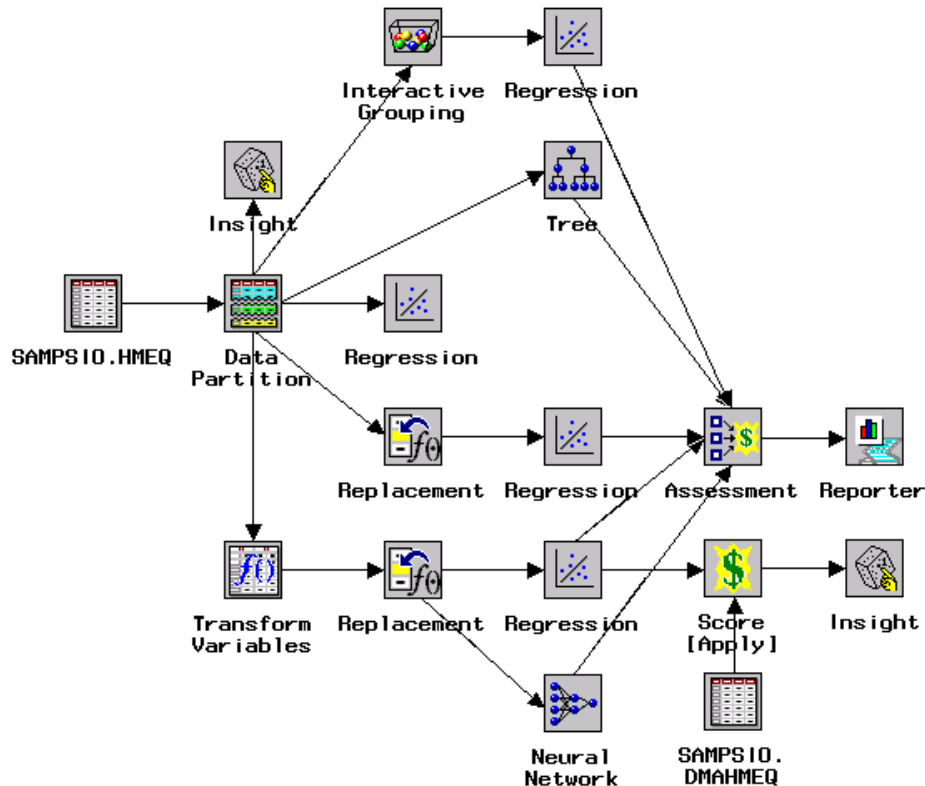 Interactive
Grouping
Regression
Insight
Tree
SAMPSIO.HMEQ
Data
Partition
Regression
Replacement
Regression
Assessment
Reporter
Transform
Variables
Replacement
Regression
Score
[Apply]
Insight
Neural
Network
SAMPSIO.
DMAHMEQ